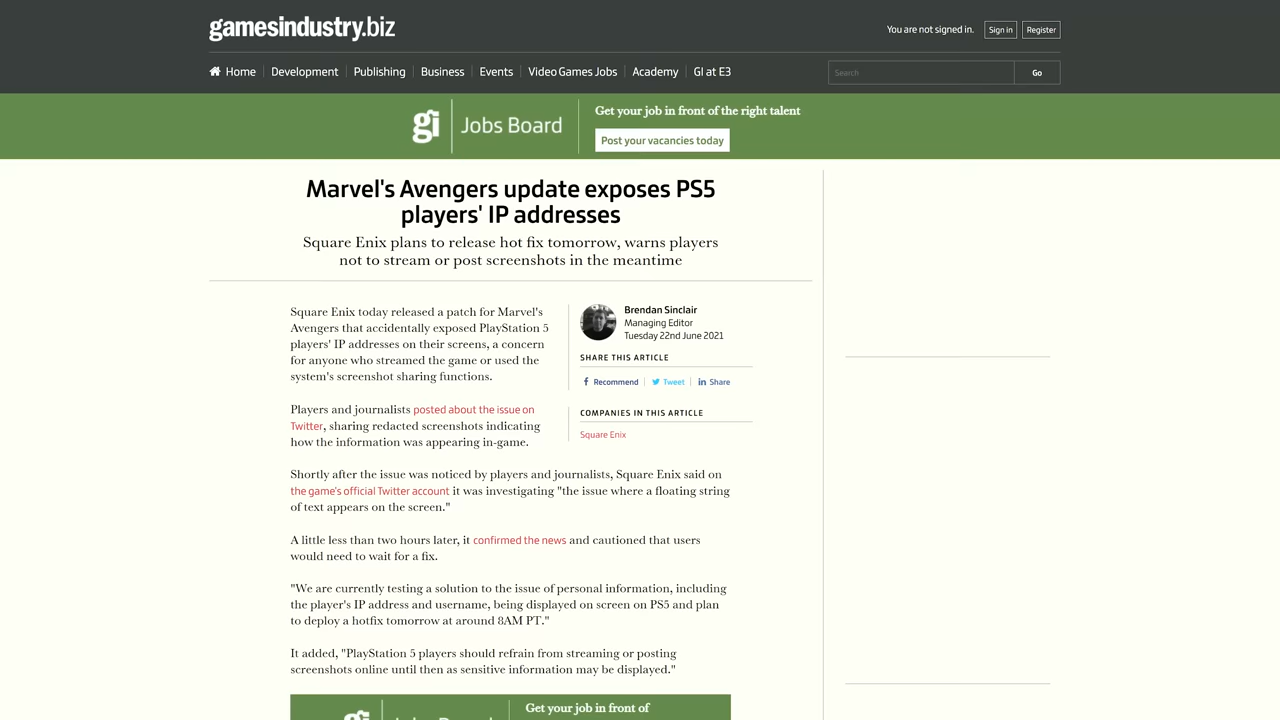 gamesindustry.biz
You are not signed in. Sign in Register
Home Development Publishing Business Events Video Games Jobs Academy GI at E3
Search Go
gi Jobs Board
Get your job in front of the right talent
Post your vacancies today
Marvel's Avengers update exposes PS5
players' IP addresses
Square Enix plans to release hot fix tomorrow, warns players
not to stream or post screenshots in the meantime
Square Enix today released a patch for Marvel's
Avengers that accidentally exposed PlayStation 5
players' IP addresses on their screens, a concern
for anyone who streamed the game or used the
system's screenshot sharing functions.
Brendan Sinclair
Managing Editor
Tuesday 22nd June 2021
SHARE THIS ARTICLE
Recommend Tweet Share
COMPANIES IN THIS ARTICLE
Square Enix
Players and journalists posted about the issue on
Twitter, sharing redacted screenshots indicating
how the information was appearing in-game.
Shortly after the issue was noticed by players and journalists, Square Enix said on
the game's official Twitter account it was investigating "the issue where a floating string
of text appears on the screen."
A little less than two hours later, it confirmed the news and cautioned that users
would need to wait for a fix.
"We are currently testing a solution to the issue of personal information, including
the player's IP address and username, being displayed on screen on PS5 and plan
to deploy a hotfix tomorrow at around 8AM PT."
It added, "PlayStation 5 players should refrain from streaming or posting
screenshots online until then as sensitive information may be displayed."
Get your job in front of